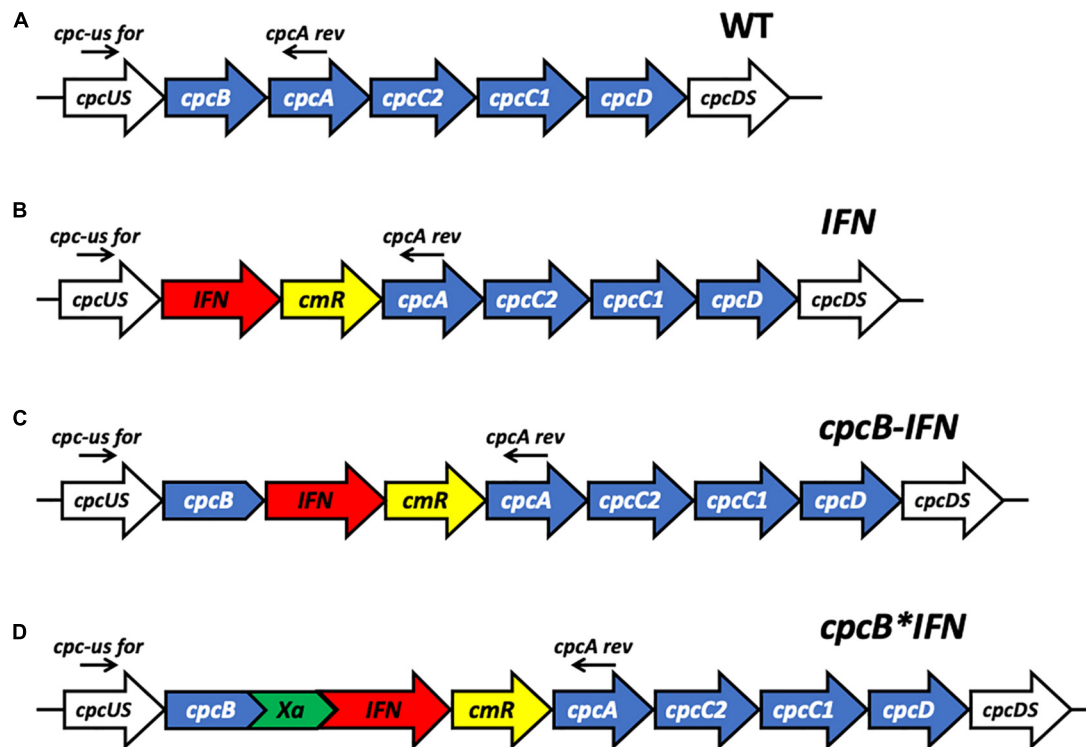 A
WT
cpc-us for
cpcA rev
cpcUS cpcB cpcA cpcC2 cpcC1 cpcD cpcDS
B
IFN
cpc-us for
cpcA rev
cpcUS IFN cmR cpcA cpcC2 cpcC1 cpcD cpcDS
C
cpcB-IFN
cpc-us for
cpcA rev
cpcUS cpcB IFN cmR cpcA cpcC2 cpcC1 cpcD cpcDS
D
cpcB*IFN
cpc-us for
cpcA rev
cpcUS cpcB Xa IFN cmR cpcA cpcC2 cpcC1 cpcD cpcDS